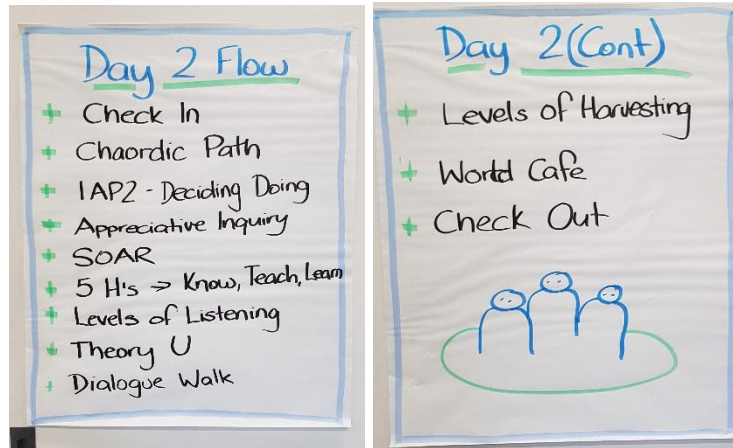 Day 2 Flow
+ Check In
+ Chaordic Path
+ IAP2 - Deciding Doing
+ Appreciative Inquiry
+ SOAR
+ 5 H's → Know, Teach, Learn
+ Levels of Listening
+ Theory U
+ Dialogue Walk
Day 2 (Cont)
+ Levels of Harvesting
+ World Cafe
+ Check Out